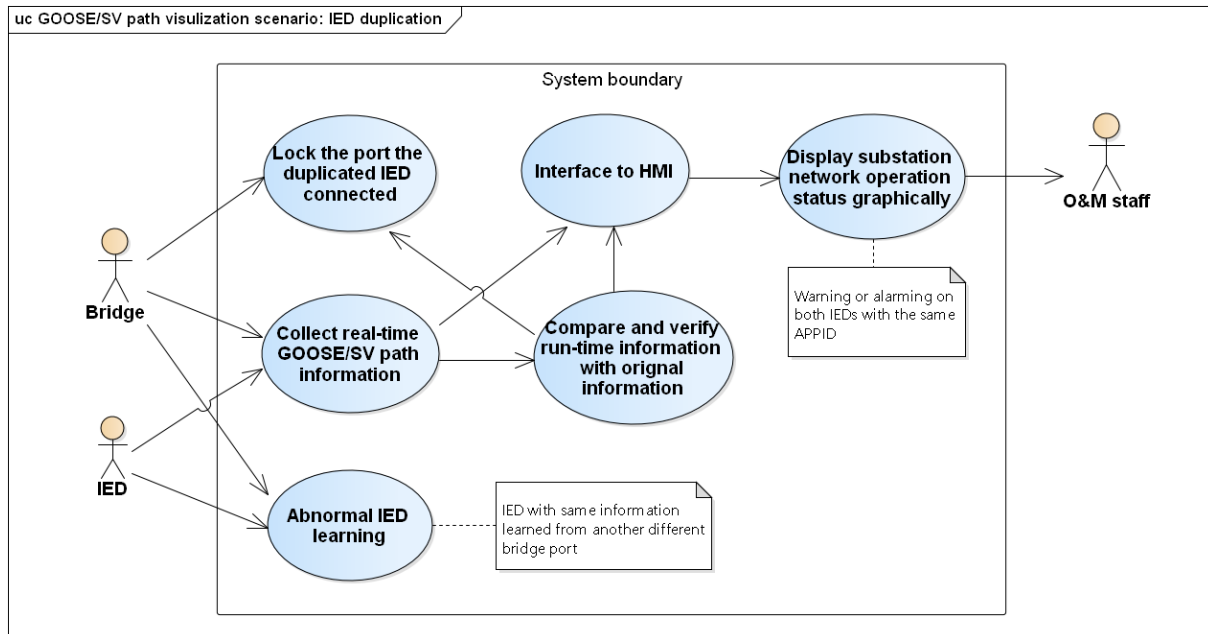 uc GOOSE/SV path visulization scenario: IED duplication
System boundary
Lock the port the
duplicated IED
connected
Interface to HMI
Display substation
network operation
status graphically
O&M staff
Bridge
Collect real-time
GOOSE/SV path
information
Compare and verify
run-time information
with orignal
information
Warning or alarming on
both IEDs with the same
APPID
IED
Abnormal IED
learning
IED with same information
learned from another different
bridge port